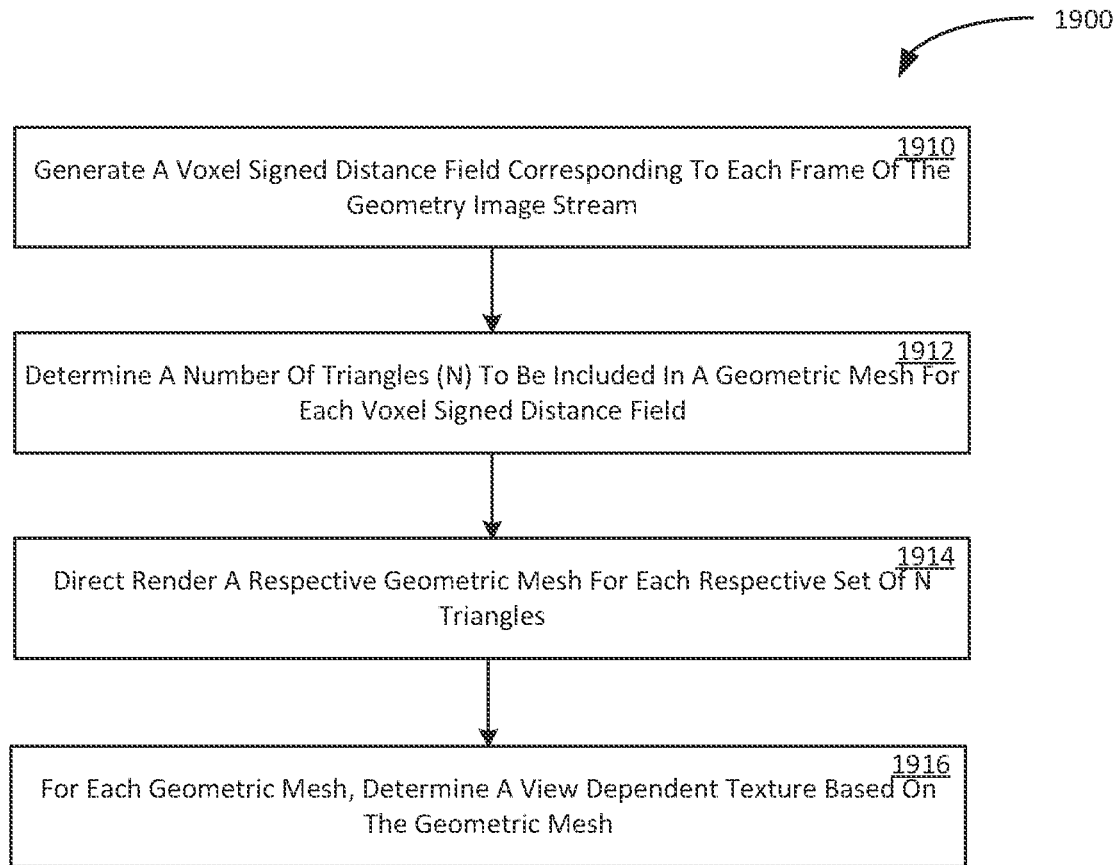 1900
1910
Generate A Voxel Signed Distance Field Corresponding To Each Frame Of The
Geometry Image Stream
1912
Determine A Number Of Triangles (N) To Be Included In A Geometric Mesh For
Each Voxel Signed Distance Field
1914
Direct Render A Respective Geometric Mesh For Each Respective Set Of N
Triangles
1916
For Each Geometric Mesh, Determine A View Dependent Texture Based On
The Geometric Mesh